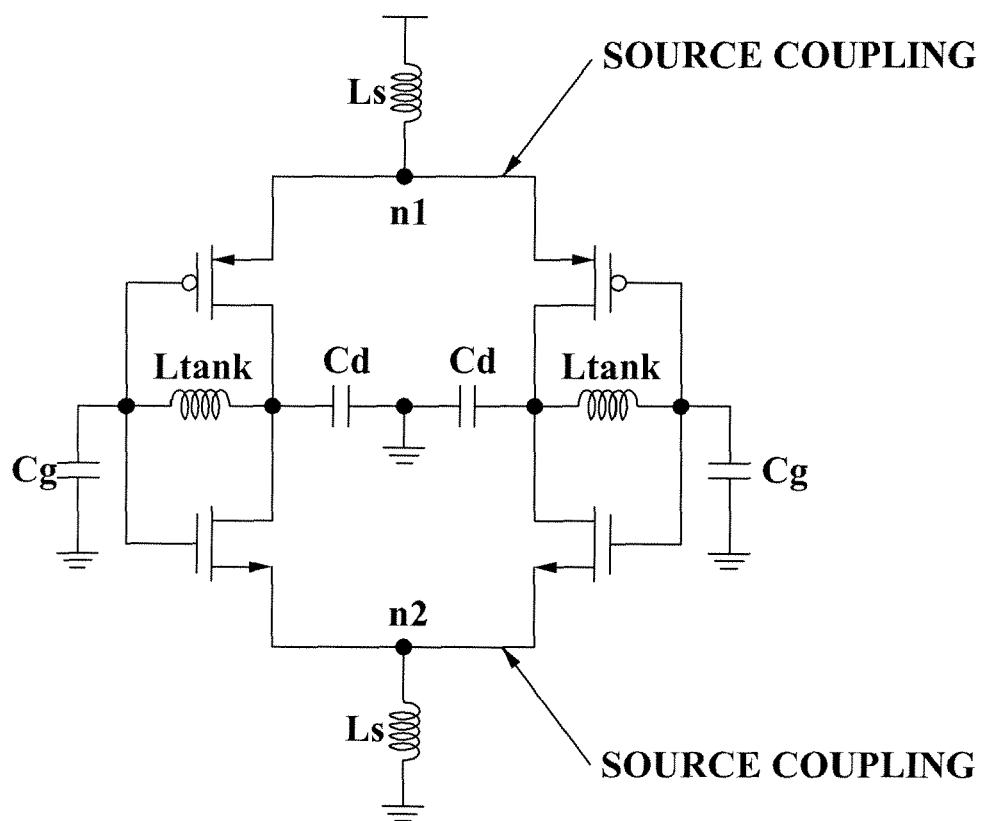 SOURCE COUPLING
Ls
n1
Ltank
Cd
Cd
Ltank
Cg
Cg
n2
Ls
SOURCE COUPLING